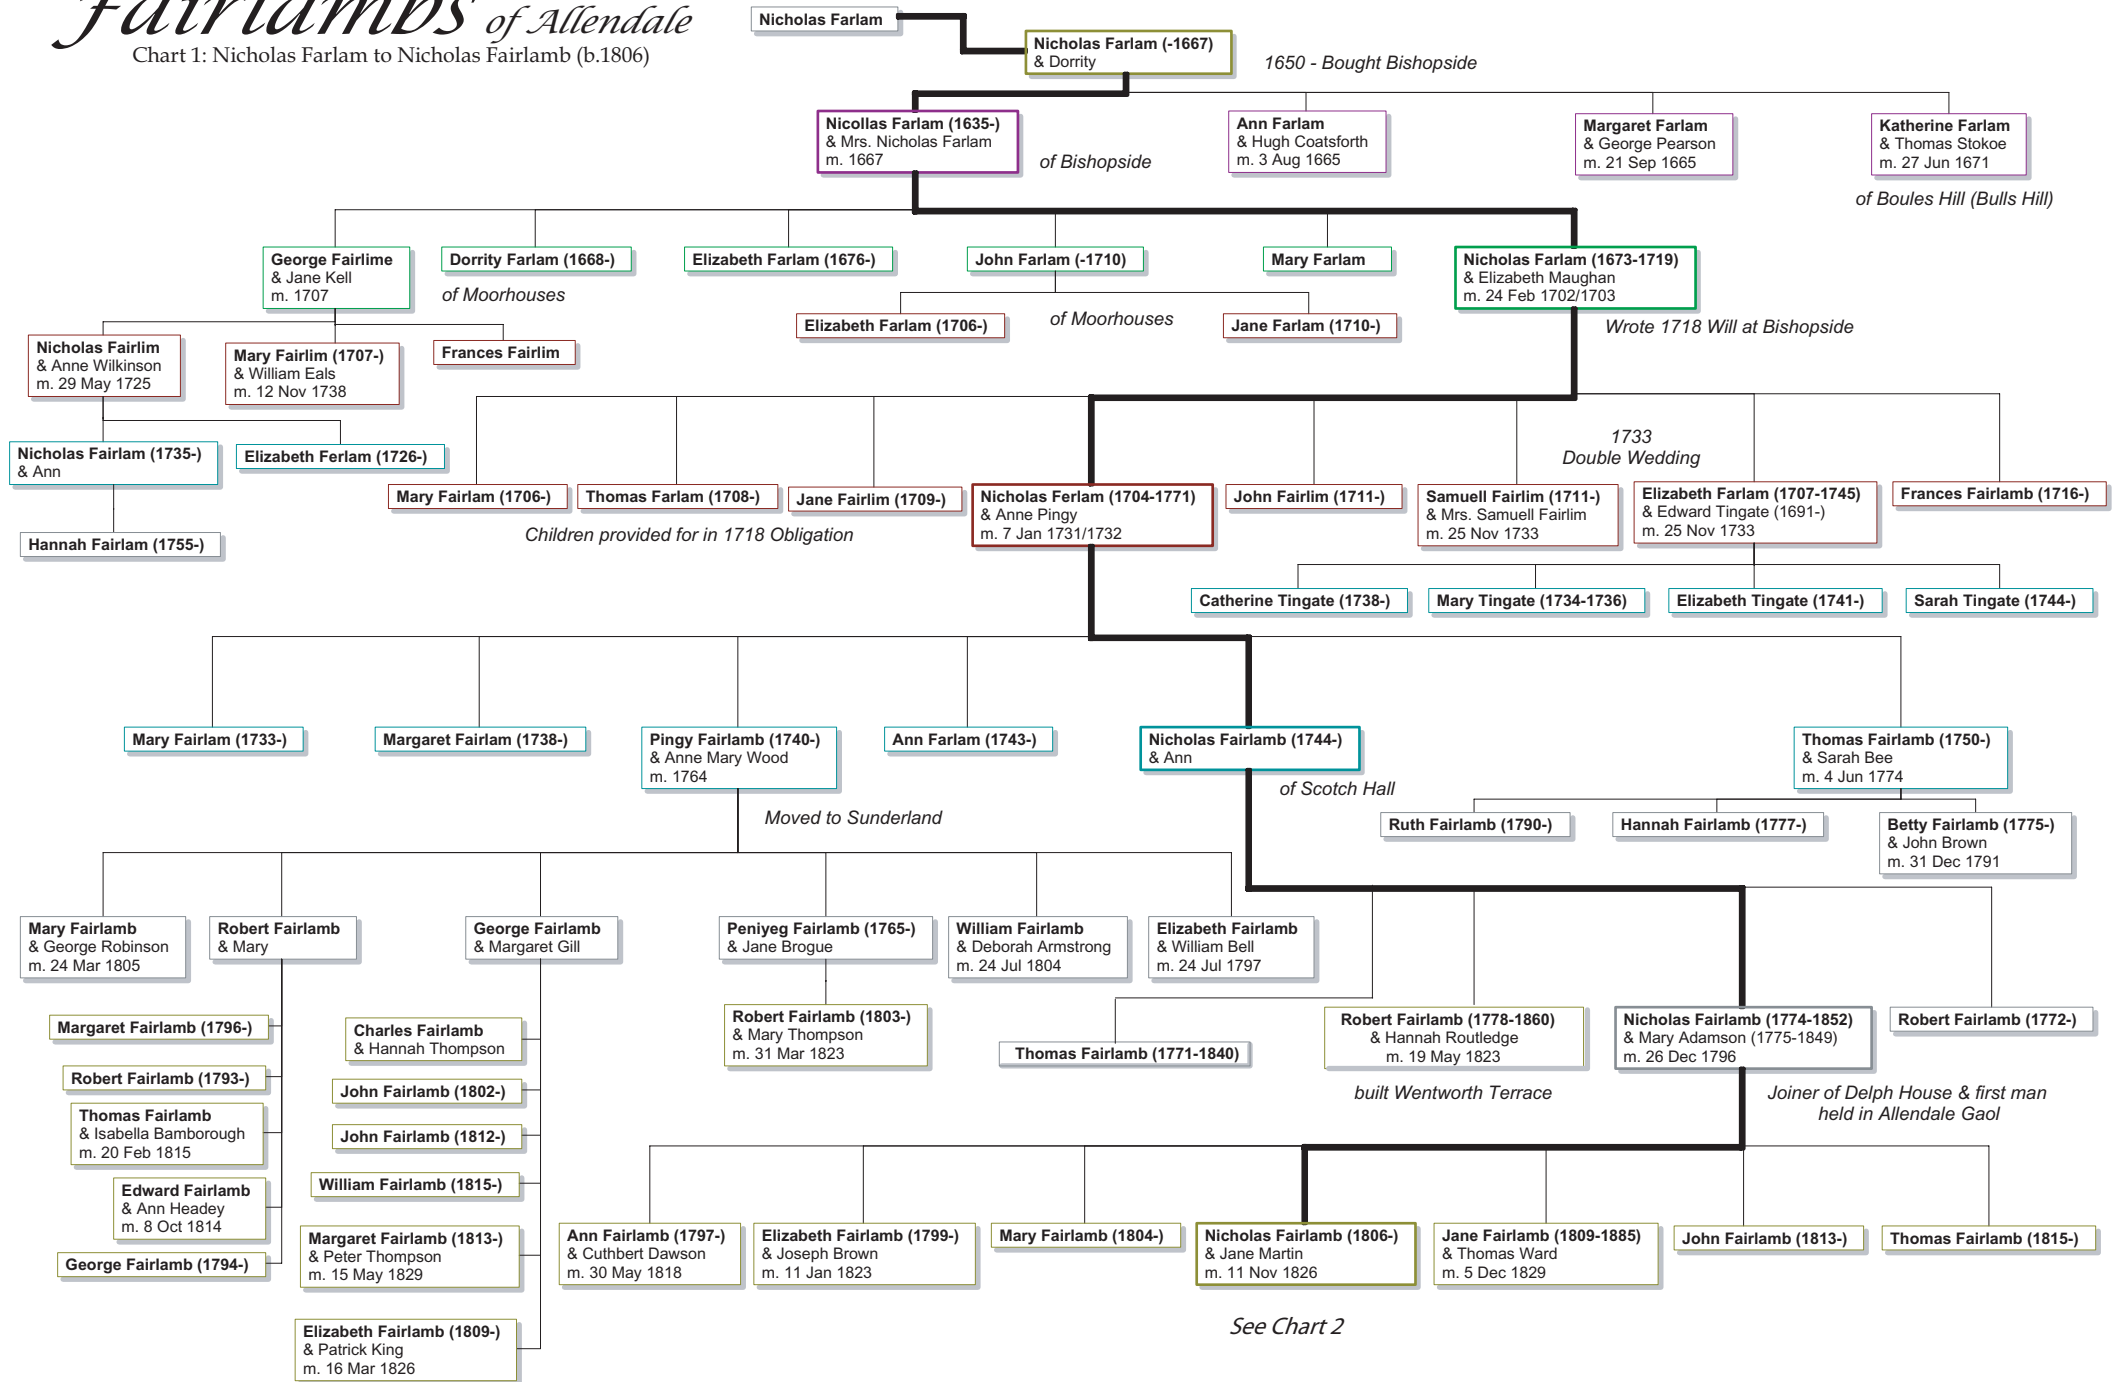 Fairlambs of Allendale
Chart 1: Nicholas Farlam to Nicholas Fairlamb (b.1806)
Nicholas Farlam
Nicholas Farlam (-1667)
& Dorrity
1650 - Bought Bishopside
Nicollas Farlam (1635-)
& Mrs. Nicholas Farlam
m. 1667
of Bishopside
Ann Farlam
& Hugh Coatsforth
m. 3 Aug 1665
Margaret Farlam
& George Pearson
m. 21 Sep 1665
Katherine Farlam
& Thomas Stokoe
m. 27 Jun 1671
of Boules Hill (Bulls Hill)
George Fairlime
& Jane Kell
m. 1707
Dorrity Farlam (1668-)
of Moorhouses
Elizabeth Farlam (1676-)
John Farlam (-1710)
Mary Farlam
Nicholas Farlam (1673-1719)
& Elizabeth Maughan
m. 24 Feb 1702/1703
Elizabeth Farlam (1706-)
of Moorhouses
Jane Farlam (1710-)
Wrote 1718 Will at Bishopside
Nicholas Fairlim
& Anne Wilkinson
m. 29 May 1725
Mary Fairlim (1707-)
& William Eals
m. 12 Nov 1738
Frances Fairlim
Nicholas Fairlam (1735-)
& Ann
Elizabeth Ferlam (1726-)
Hannah Fairlam (1755-)
1733
Double Wedding
Mary Fairlam (1706-)
Thomas Farlam (1708-)
Jane Fairlim (1709-)
Children provided for in 1718 Obligation
Nicholas Ferlam (1704-1771)
& Anne Pingy
m. 7 Jan 1731/1732
John Fairlim (1711-)
Samuell Fairlim (1711-)
& Mrs. Samuell Fairlim
m. 25 Nov 1733
Elizabeth Farlam (1707-1745)
& Edward Tingate (1691-)
m. 25 Nov 1733
Frances Fairlamb (1716-)
Catherine Tingate (1738-)
Mary Tingate (1734-1736)
Elizabeth Tingate (1741-)
Sarah Tingate (1744-)
Mary Fairlam (1733-)
Margaret Fairlam (1738-)
Pingy Fairlamb (1740-)
& Anne Mary Wood
m. 1764
Moved to Sunderland
Ann Farlam (1743-)
Nicholas Fairlamb (1744-)
& Ann
of Scotch Hall
Thomas Fairlamb (1750-)
& Sarah Bee
m. 4 Jun 1774
Ruth Fairlamb (1790-)
Hannah Fairlamb (1777-)
Betty Fairlamb (1775-)
& John Brown
m. 31 Dec 1791
Mary Fairlamb
& George Robinson
m. 24 Mar 1805
Robert Fairlamb
& Mary
George Fairlamb
& Margaret Gill
Peniyeg Fairlamb (1765-)
& Jane Brogue
William Fairlamb
& Deborah Armstrong
m. 24 Jul 1804
Elizabeth Fairlamb
& William Bell
m. 24 Jul 1797
Robert Fairlamb (1803-)
& Mary Thompson
m. 31 Mar 1823
Thomas Fairlamb (1771-1840)
Robert Fairlamb (1778-1860)
& Hannah Routledge
m. 19 May 1823
built Wentworth Terrace
Nicholas Fairlamb (1774-1852)
& Mary Adamson (1775-1849)
m. 26 Dec 1796
Joiner of Delph House & first man
held in Allendale Gaol
Robert Fairlamb (1772-)
Margaret Fairlamb (1796-)
Robert Fairlamb (1793-)
Thomas Fairlamb
& Isabella Bamborough
m. 20 Feb 1815
Edward Fairlamb
& Ann Headey
m. 8 Oct 1814
George Fairlamb (1794-)
Charles Fairlamb
& Hannah Thompson
John Fairlamb (1802-)
John Fairlamb (1812-)
William Fairlamb (1815-)
Margaret Fairlamb (1813-)
& Peter Thompson
m. 15 May 1829
Elizabeth Fairlamb (1809-)
& Patrick King
m. 16 Mar 1826
Ann Fairlamb (1797-)
& Cuthbert Dawson
m. 30 May 1818
Elizabeth Fairlamb (1799-)
& Joseph Brown
m. 11 Jan 1823
Mary Fairlamb (1804-)
Nicholas Fairlamb (1806-)
& Jane Martin
m. 11 Nov 1826
Jane Fairlamb (1809-1885)
& Thomas Ward
m. 5 Dec 1829
John Fairlamb (1813-)
Thomas Fairlamb (1815-)
See Chart 2